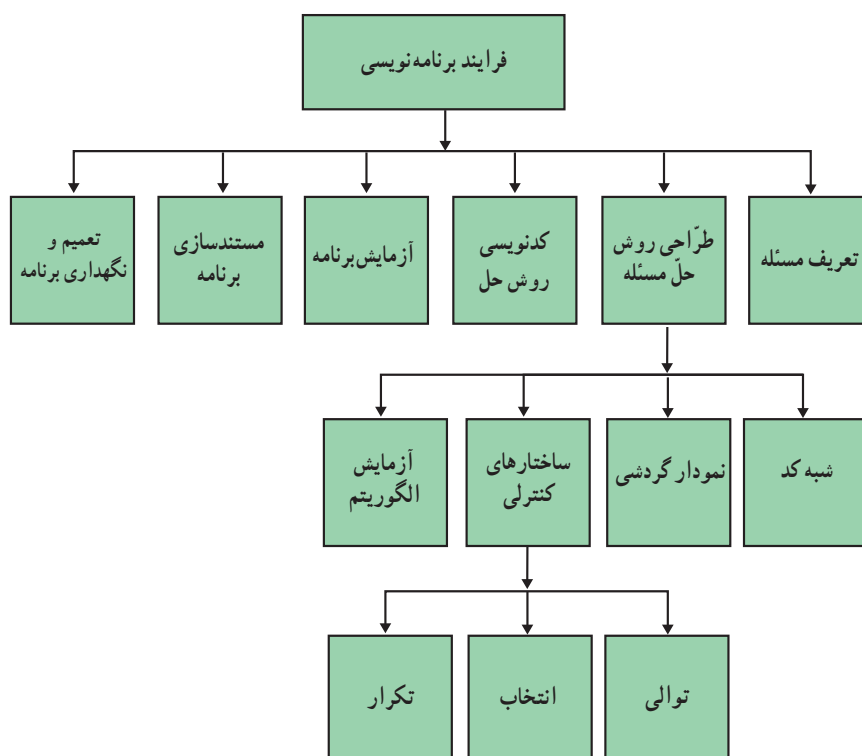 فرایند برنامه‌نویسی
تعریف مسئله
طرّاحی روش
حلّ مسئله
کدنویسی
روش حل
آزمایش‌برنامه
مستندسازی
برنامه
تعمیم و
نگهداری برنامه
شبه کد
نمودار گردشی
ساختارهای
کنترلی
آزمایش
الگوریتم
توالی
انتخاب
تکرار